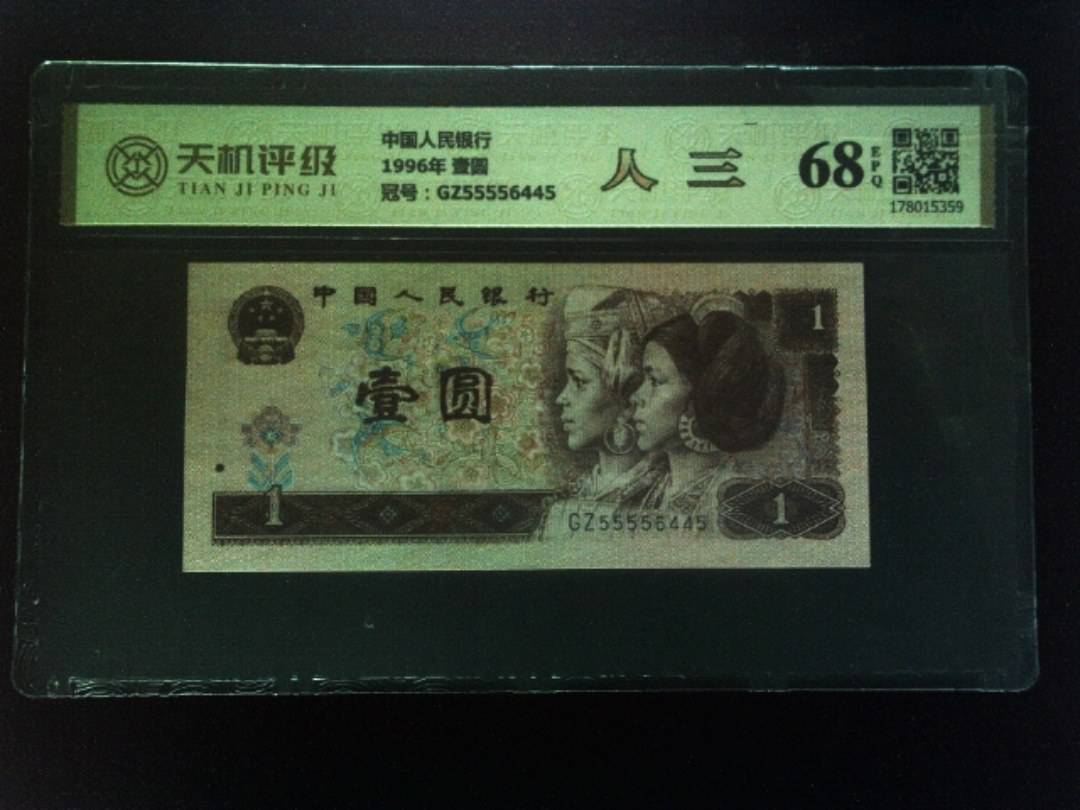 天机评级
TIAN JI PING JI
中国人民银行
1996年 壹圆
冠号：GZ55556445
人 三
68
EPQ
178015359
中国人民银行
1
壹圆
1
GZ55556445
1